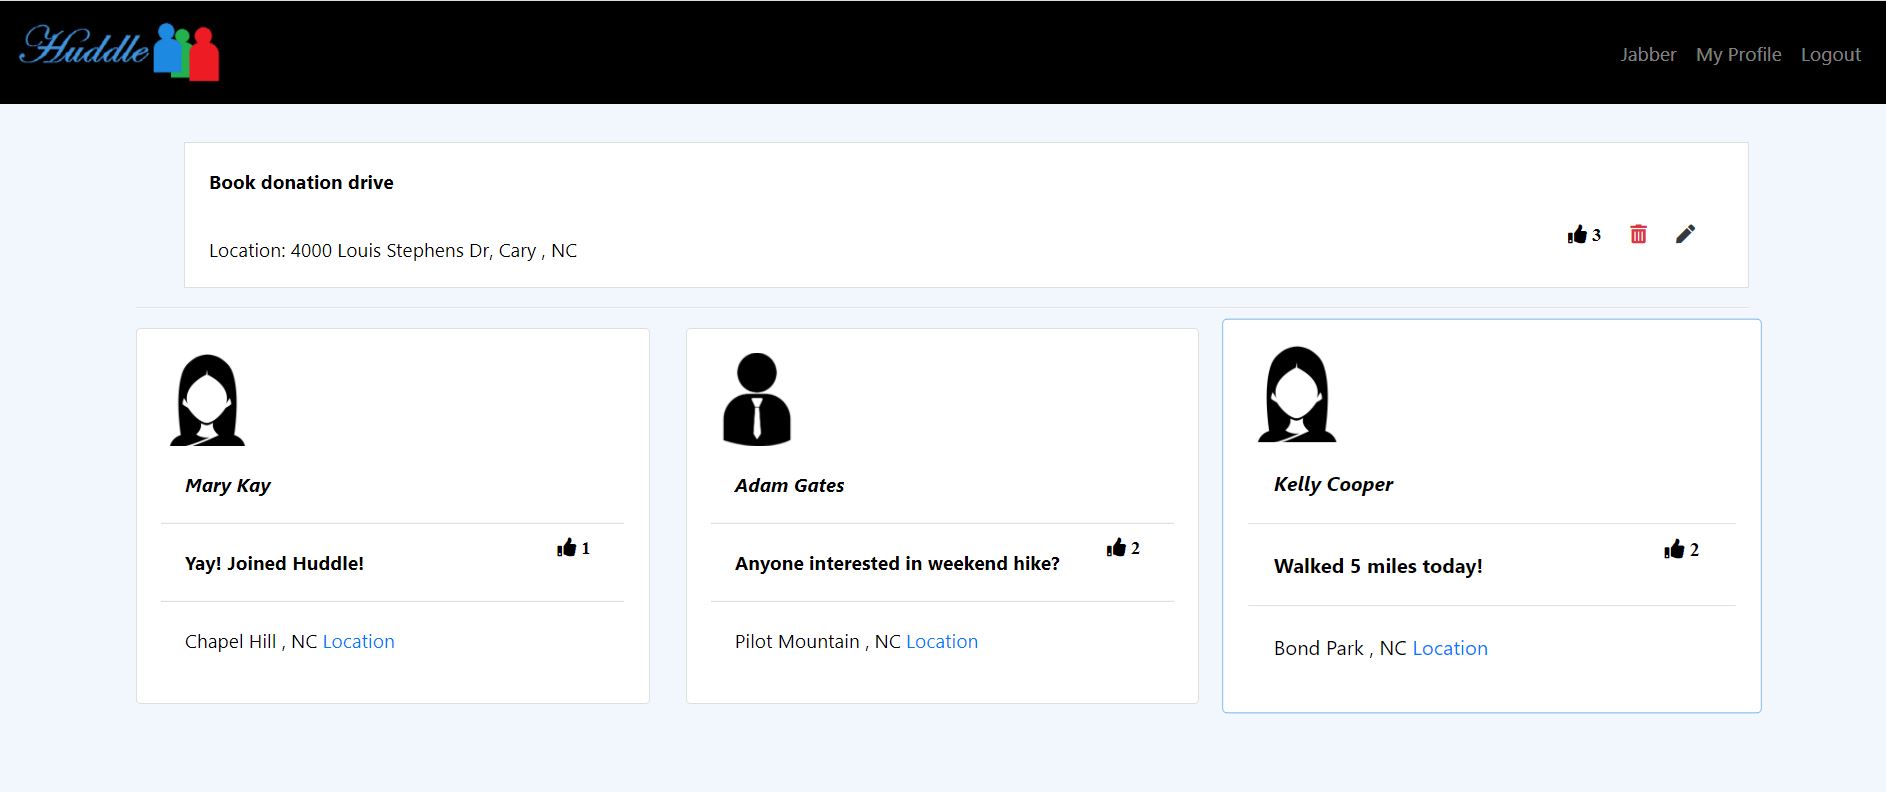 Huddle
Jabber My Profile Logout
Book donation drive
3
Location: 4000 Louis Stephens Dr, Cary , NC
Mary Kay
1
Yay! Joined Huddle!
Chapel Hill , NC Location
Adam Gates
2
Anyone interested in weekend hike?
Pilot Mountain , NC Location
Kelly Cooper
2
Walked 5 miles today!
Bond Park , NC Location